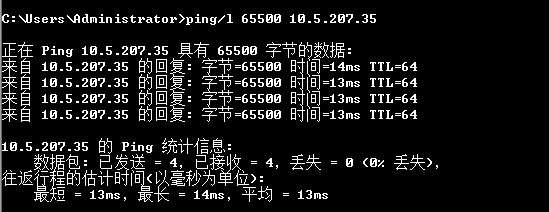 C:\Users\Administrator>ping/l 65500 10.5.207.35
正在 Ping 10.5.207.35 具有 65500 字节的数据:
来自 10.5.207.35 的回复: 字节=65500 时间=14ms TTL=64
来自 10.5.207.35 的回复: 字节=65500 时间=13ms TTL=64
来自 10.5.207.35 的回复: 字节=65500 时间=13ms TTL=64
来自 10.5.207.35 的回复: 字节=65500 时间=13ms TTL=64
10.5.207.35 的 Ping 统计信息:
数据包: 已发送 = 4, 已接收 = 4, 丢失 = 0 (0% 丢失),
往返行程的估计时间(以毫秒为单位):
最短 = 13ms, 最长 = 14ms, 平均 = 13ms